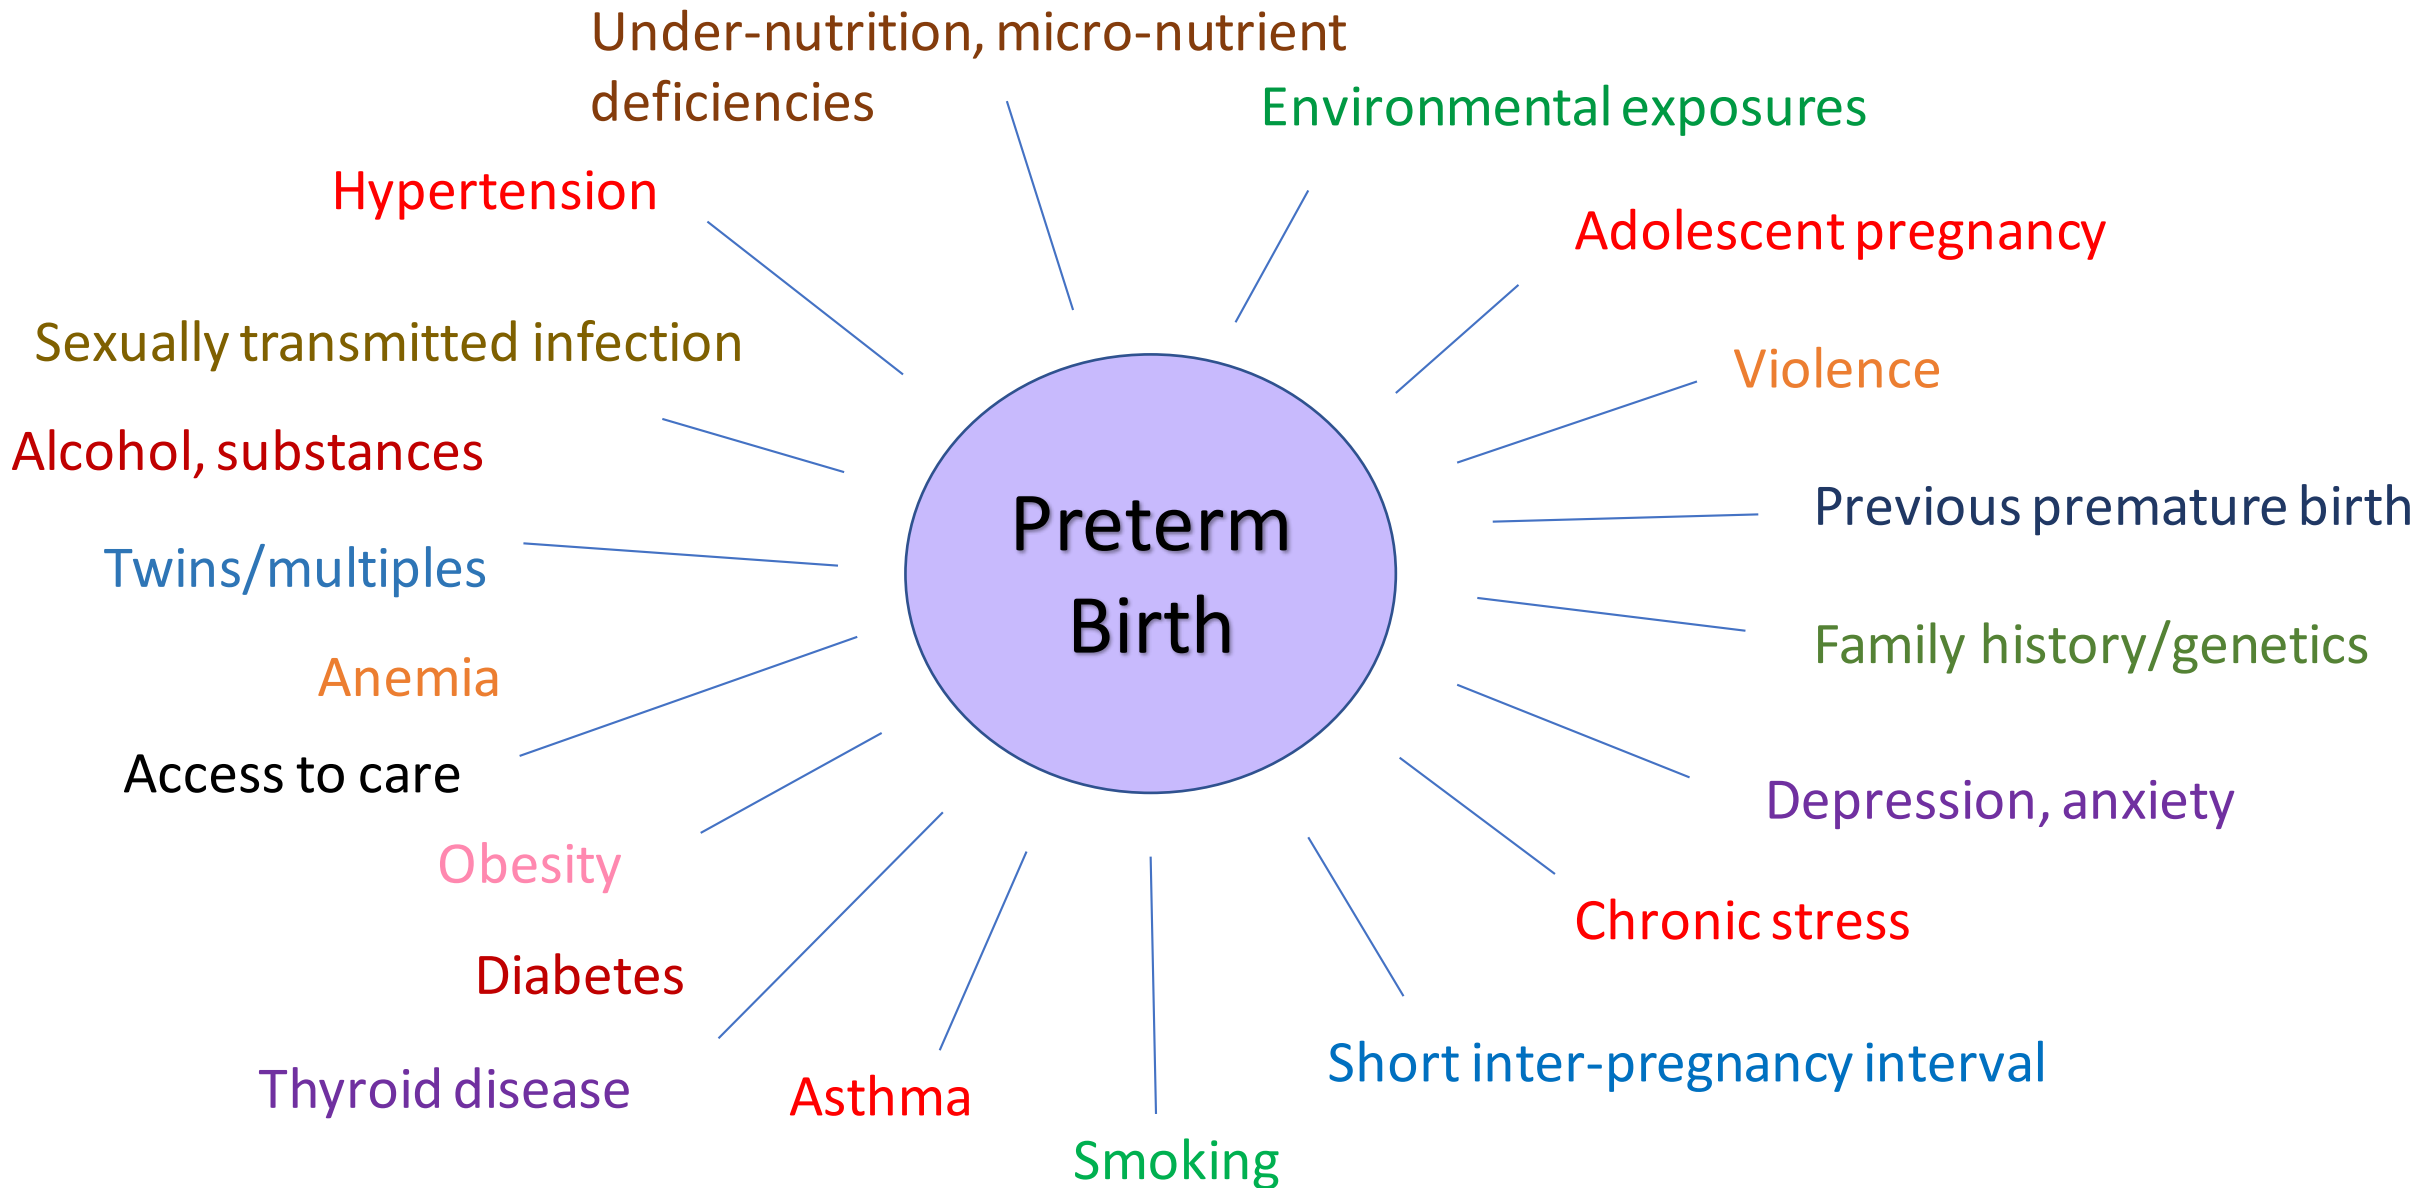 Under-nutrition, micro-nutrient
deficiencies
Environmental exposures
Hypertension
Adolescent pregnancy
Sexually transmitted infection
Violence
Alcohol, substances
Previous premature birth
Preterm
Birth
Twins/multiples
Family history/genetics
Anemia
Access to care
Depression, anxiety
Obesity
Chronic stress
Diabetes
Short inter-pregnancy interval
Thyroid disease
Asthma
Smoking